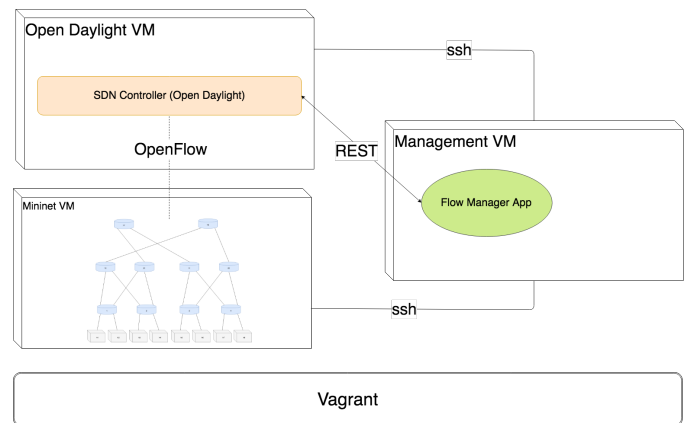 Open Daylight VM
ssh
SDN Controller (Open Daylight)
OpenFlow
REST
Management VM
Flow Manager App
Mininet VM
ssh
Vagrant